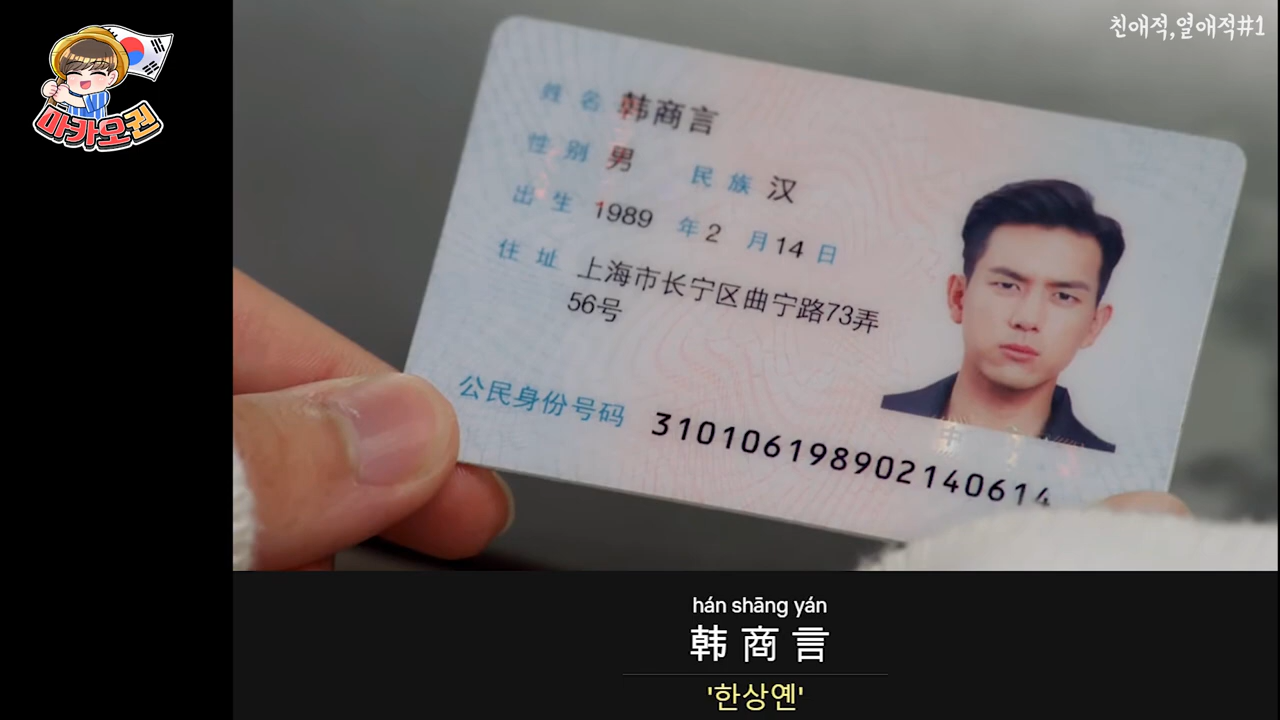 친애적,열애적#1
마카오권
姓名 韩商言
性别 男 民族 汉
出生 1989 年 2 月 14 日
住址 上海市长宁区曲宁路73弄
56号
公民身份号码 310106198902140614
hán shāng yán
韩商言
'한상옌'